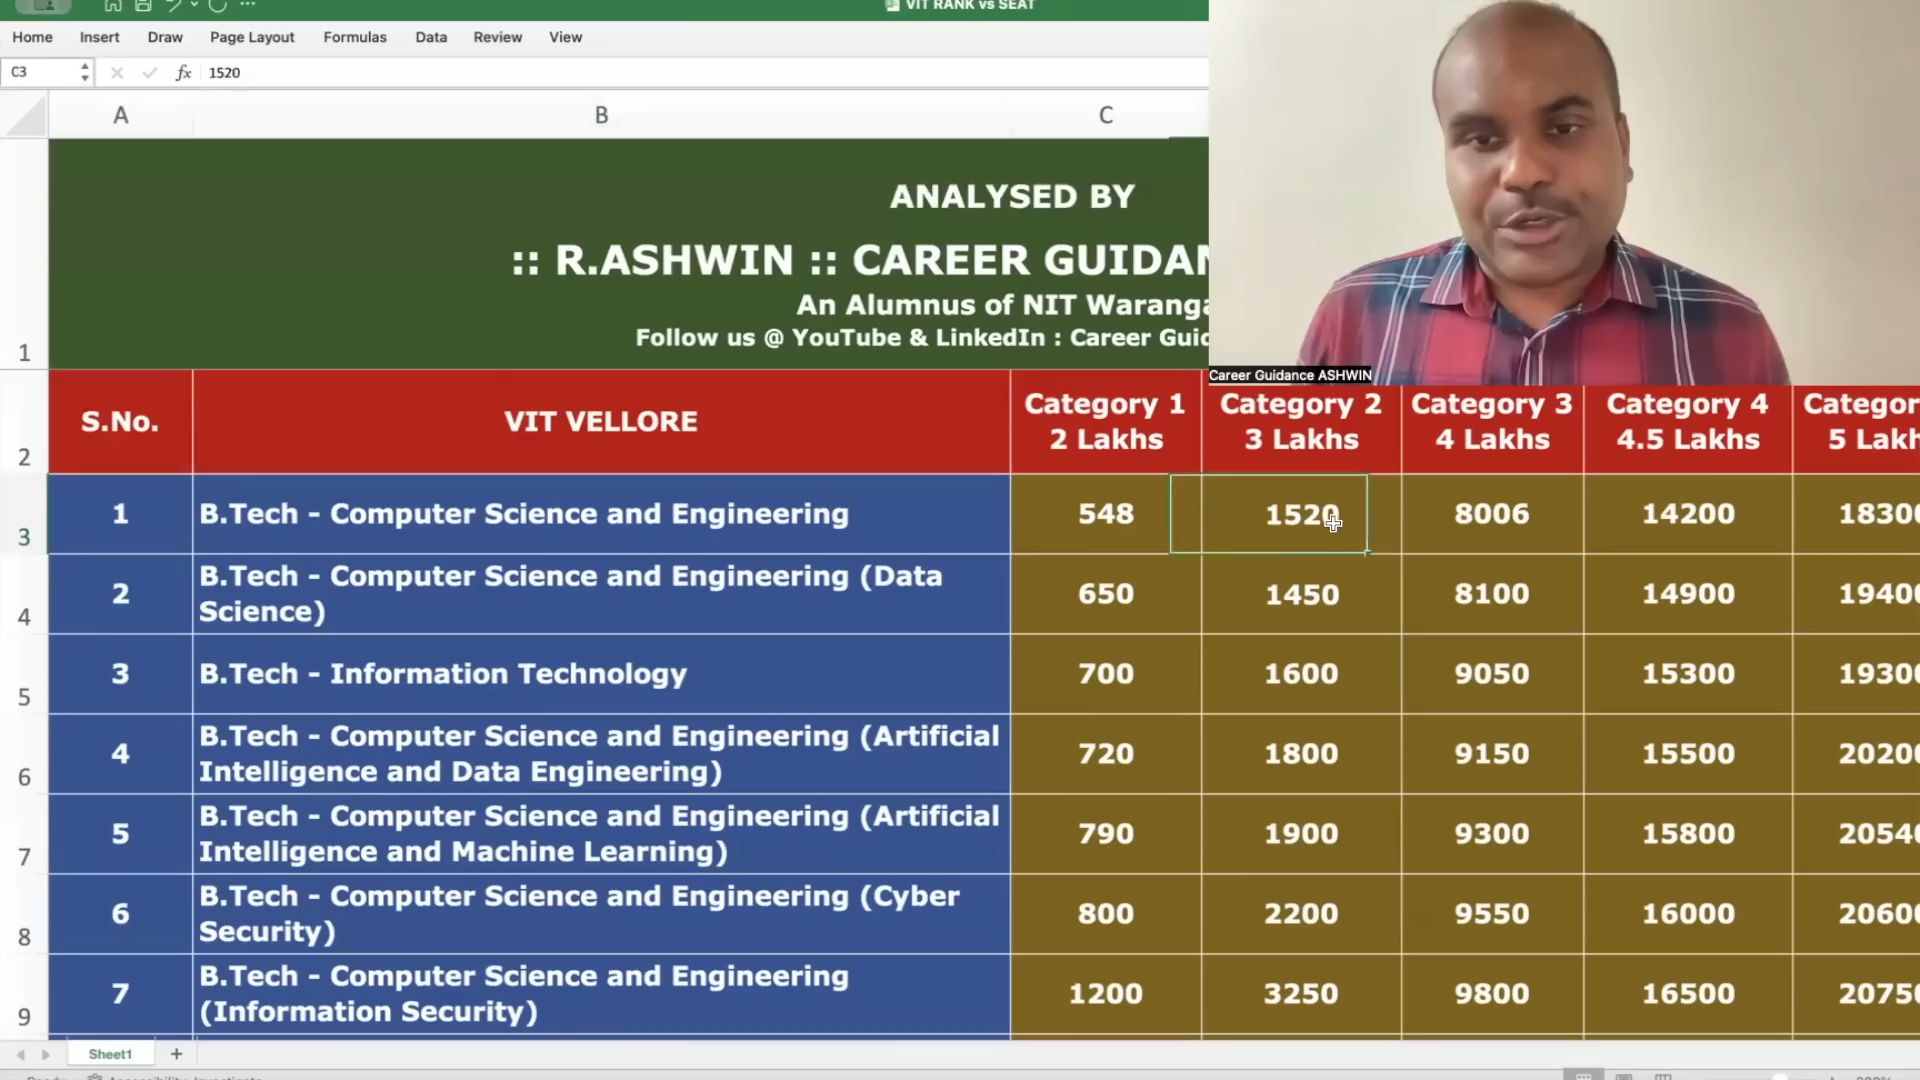 VIT RANK vs SEAT
Home Insert Draw Page Layout Formulas Data Review View
C3 fx 1520
A B C
ANALYSED BY
:: R.ASHWIN :: CAREER
An Alumnus of NIT
Follow us @ YouTube & LinkedIn : Career
Career Guidance ASHWIN
1
2 S.No. VIT VELLORE Category 1 2 Lakhs Category 2 3 Lakhs Category 3 4 Lakhs Category 4 4.5 Lakhs 5
3 1 B.Tech - Computer Science and Engineering 548 1520 8006 14200
4 2 B.Tech - Computer Science and Engineering (Data Science) 650 1450 8100 14900
5 3 B.Tech - Information Technology 700 1600 9050 15300
6 4 B.Tech - Computer Science and Engineering (Artificial Intelligence and Data Engineering) 720 1800 9150 15500
7 5 B.Tech - Computer Science and Engineering (Artificial Intelligence and Machine Learning) 790 1900 9300 15800
8 6 B.Tech - Computer Science and Engineering (Cyber Security) 800 2200 9550 16000
9 7 B.Tech - Computer Science and Engineering (Information Security) 1200 3250 9800 16500
Sheet1